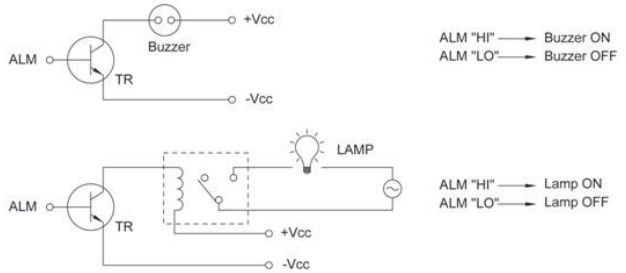 +Vcc
Buzzer
ALM
TR
-Vcc
ALM "HI" → Buzzer ON
ALM "LO" → Buzzer OFF
LAMP
ALM
TR
+Vcc
-Vcc
ALM "HI" → Lamp ON
ALM "LO" → Lamp OFF